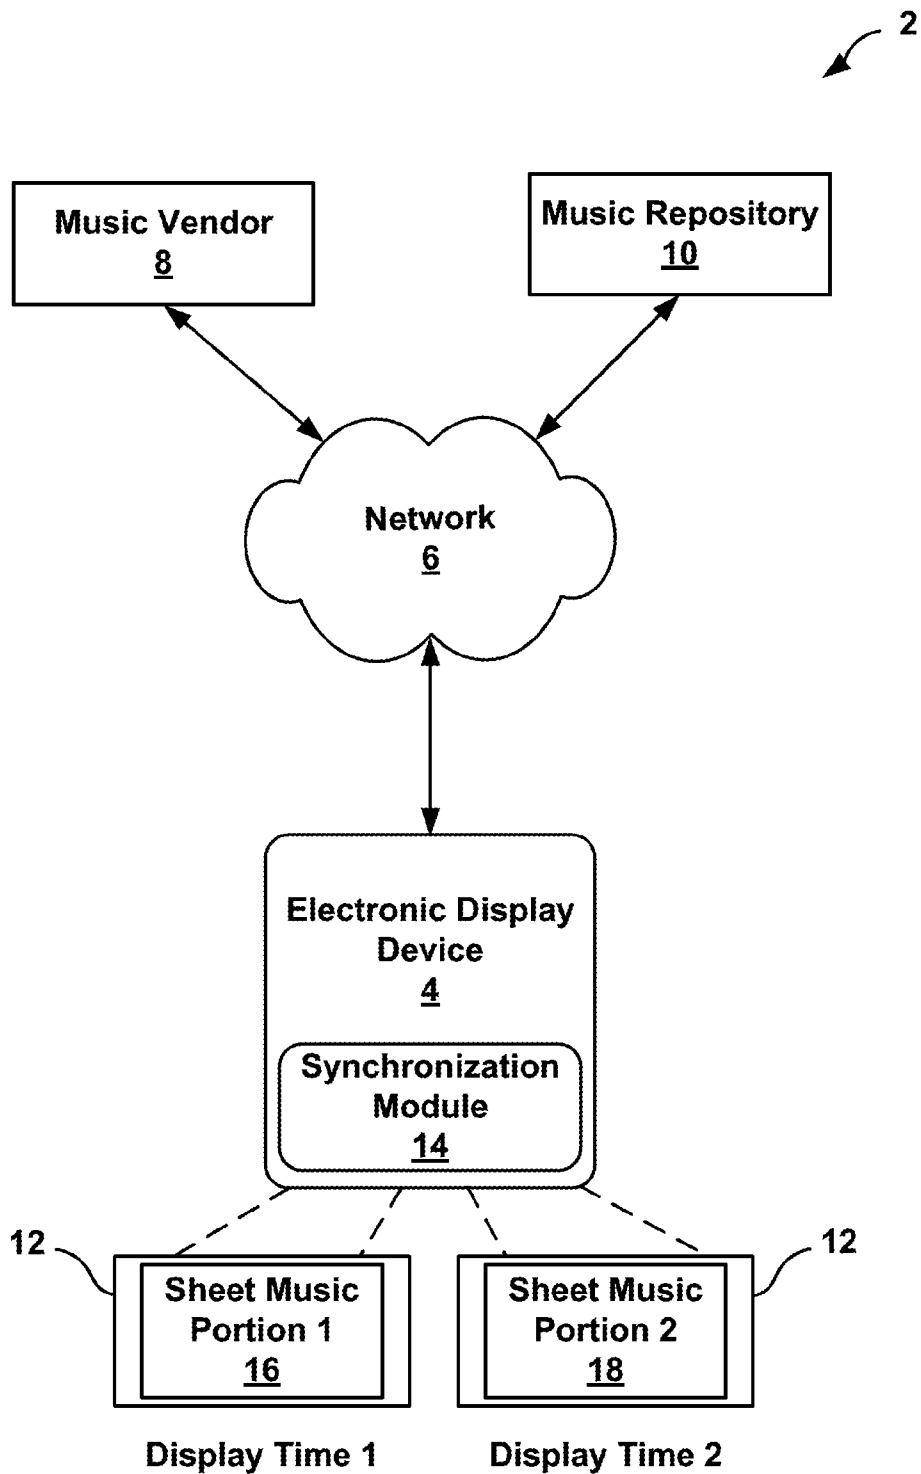 2
Music Vendor
8
Music Repository
10
Network
6
Electronic Display
Device
4
Synchronization
Module
14
12
12
Sheet Music
Portion 1
16
Sheet Music
Portion 2
18
Display Time 1
Display Time 2